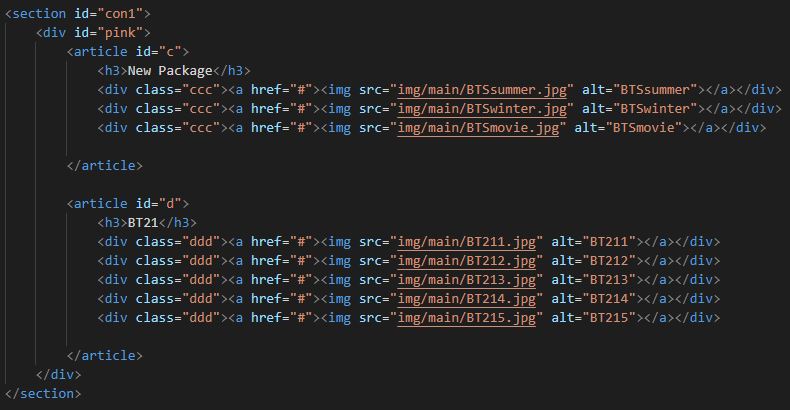 <section id="con1">
<div id="pink">
<article id="c">
<h3>New Package</h3>
<div class="ccc"><a href="#"><img src="img/main/BTSsummer.jpg" alt="BTSsummer"></a></div>
<div class="ccc"><a href="#"><img src="img/main/BTSwinter.jpg" alt="BTSwinter"></a></div>
<div class="ccc"><a href="#"><img src="img/main/BTSmovie.jpg" alt="BTSmovie"></a></div>
</article>
<article id="d">
<h3>BT21</h3>
<div class="ddd"><a href="#"><img src="img/main/BT211.jpg" alt="BT211"></a></div>
<div class="ddd"><a href="#"><img src="img/main/BT212.jpg" alt="BT212"></a></div>
<div class="ddd"><a href="#"><img src="img/main/BT213.jpg" alt="BT213"></a></div>
<div class="ddd"><a href="#"><img src="img/main/BT214.jpg" alt="BT214"></a></div>
<div class="ddd"><a href="#"><img src="img/main/BT215.jpg" alt="BT215"></a></div>
</article>
</div>
</section>